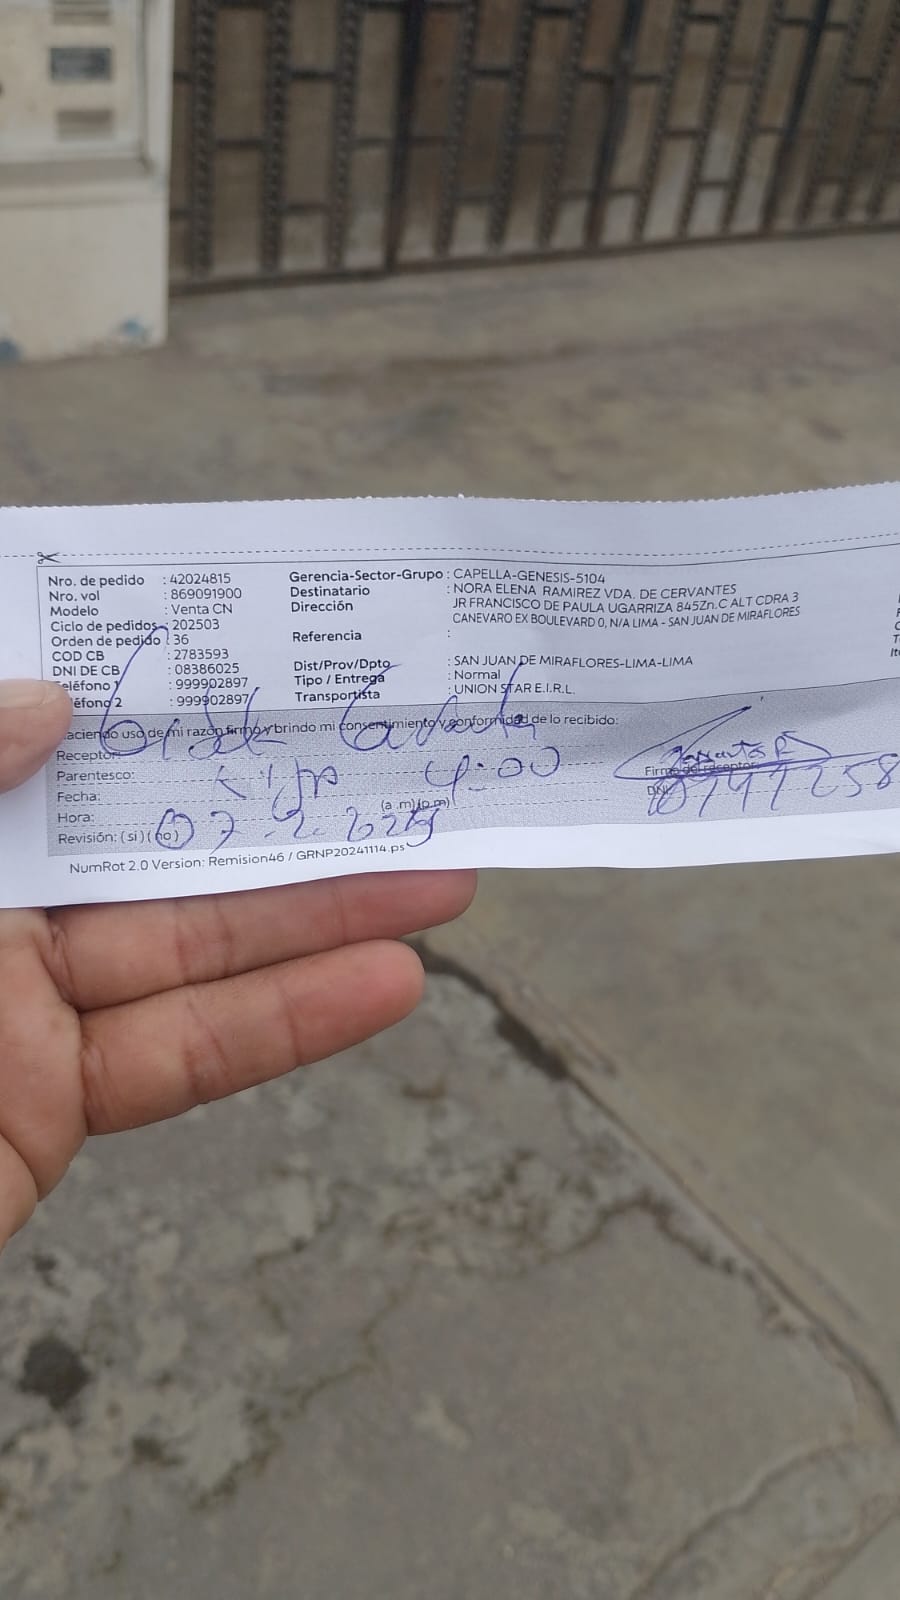 Nro. de pedido : 42024815
Nro. vol : 869091900
Modelo : Venta CN
Ciclo de pedidos : 202503
Orden de pedido : 36
COD CB : 2783593
DNI DE CB : 08386025
eléfono : 999902897
eléfono 2 : 999902897
Gerencia-Sector-Grupo : CAPELLA-GENESIS-5104
Destinatario : NORA ELENA RAMIREZ VDA. DE CERVANTES
Dirección JR FRANCISCO DE PAULA UGARRIZA 845Zn.C ALT CDRA 3
CANEVARO EX BOULEVARD 0, N/A LIMA - SAN JUAN DE MIRAFLORES
Referencia :
Dist/Prov/Dpto : SAN JUAN DE MIRAFLORES-LIMA-LIMA
Tipo / Entrega : Normal
Transportista : UNION STAR E.I.R.L.
aciendo uso de mi razón firmo y brindo mi consentimiento y conformidad de lo recibido:
Receptor:
Parentesco: 4:00
Fecha:
Hora: (a .m) (p.m)
Revisión: ( si ) ( no )
Firma del receptor
DNI
NumRot 2.0 Version: Remision46 / GRNP20241114.ps